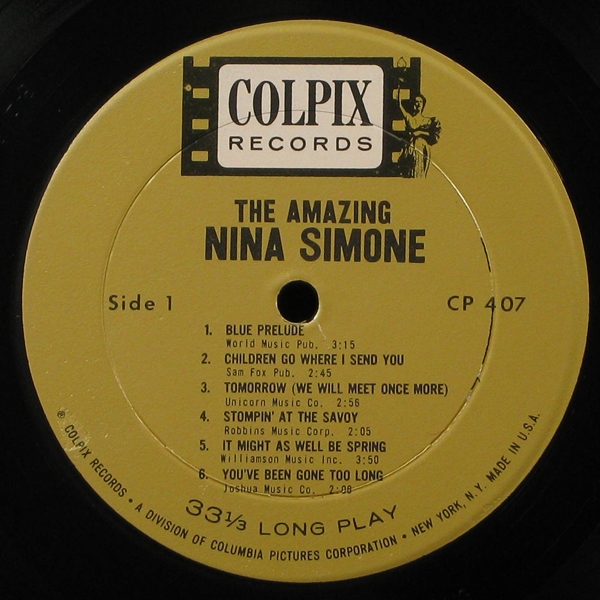 COLPIX
RECORDS
THE AMAZING
NINA SIMONE
Side 1
CP 407
1. BLUE PRELUDE
World Music Pub. 3:15
2. CHILDREN GO WHERE I SEND YOU
Sam Fox Pub. 2:45
3. TOMORROW (WE WILL MEET ONCE MORE)
Unicorn Music Co. 2:56
4. STOMPIN' AT THE SAVOY
Robbins Music Corp. 2:05
5. IT MIGHT AS WELL BE SPRING
Williamson Music Inc. 3:50
6. YOU'VE BEEN GONE TOO LONG
Joshua Music Co. 2:08
33⅓ LONG PLAY
℗ COLPIX RECORDS • A DIVISION OF COLUMBIA PICTURES CORPORATION • NEW YORK, N.Y. MADE IN U.S.A.